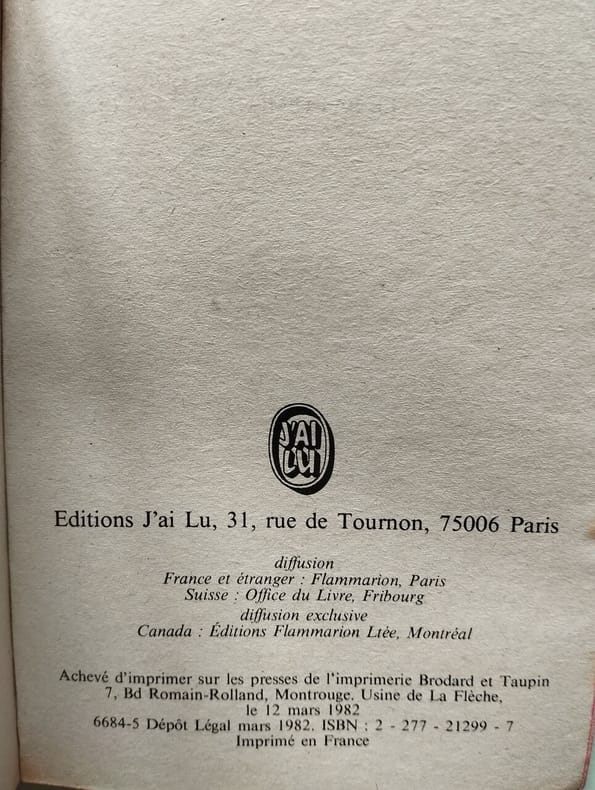 J'AI
LU
Editions J'ai Lu, 31, rue de Tournon, 75006 Paris
diffusion
France et étranger : Flammarion, Paris
Suisse : Office du Livre, Fribourg
diffusion exclusive
Canada : Éditions Flammarion Ltée, Montréal
Achevé d'imprimer sur les presses de l'imprimerie Brodard et Taupin
7, Bd Romain-Rolland, Montrouge. Usine de La Flèche,
le 12 mars 1982
6684-5 Dépôt Légal mars 1982. ISBN : 2 - 277 - 21299 - 7
Imprimé en France